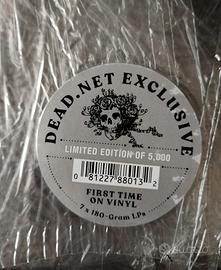 DEAD.NET EXCLUSIVE
LIMITED EDITION OF 5,000
0 81227 88013 2
FIRST TIME
ON VINYL
7 x 180-Gram LPs